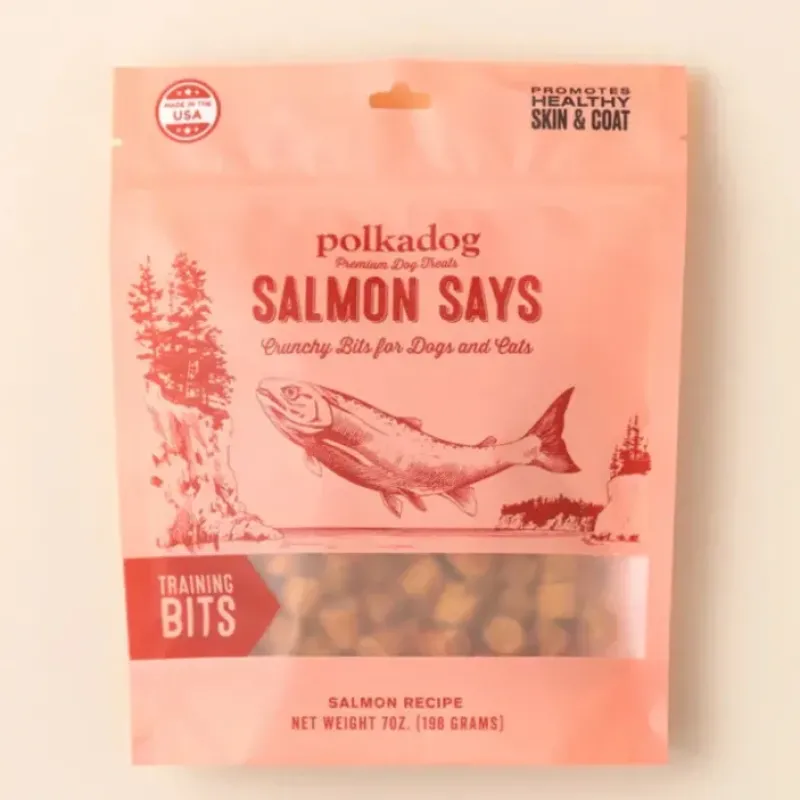 MADE IN THE
USA
PROMOTES
HEALTHY
SKIN & COAT
polkadog
Premium Dog Treats
SALMON SAYS
Crunchy Bits for Dogs and Cats
TRAINING
BITS
SALMON RECIPE
NET WEIGHT 7OZ. (198 GRAMS)